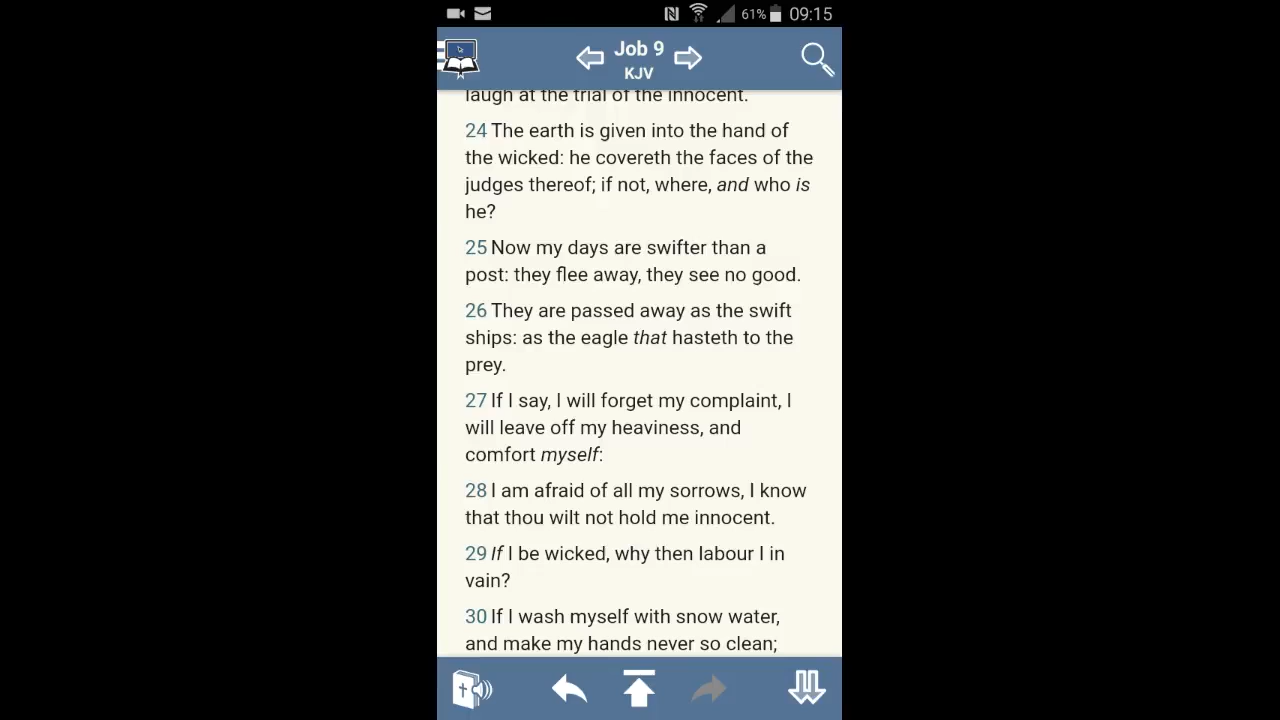 61% 09:15
Job 9
KJV
laugh at the trial of the innocent.
24 The earth is given into the hand of
the wicked: he covereth the faces of the
judges thereof; if not, where, and who is
he?
25 Now my days are swifter than a
post: they flee away, they see no good.
26 They are passed away as the swift
ships: as the eagle that hasteth to the
prey.
27 If I say, I will forget my complaint, I
will leave off my heaviness, and
comfort myself:
28 I am afraid of all my sorrows, I know
that thou wilt not hold me innocent.
29 If I be wicked, why then labour I in
vain?
30 If I wash myself with snow water,
and make my hands never so clean;